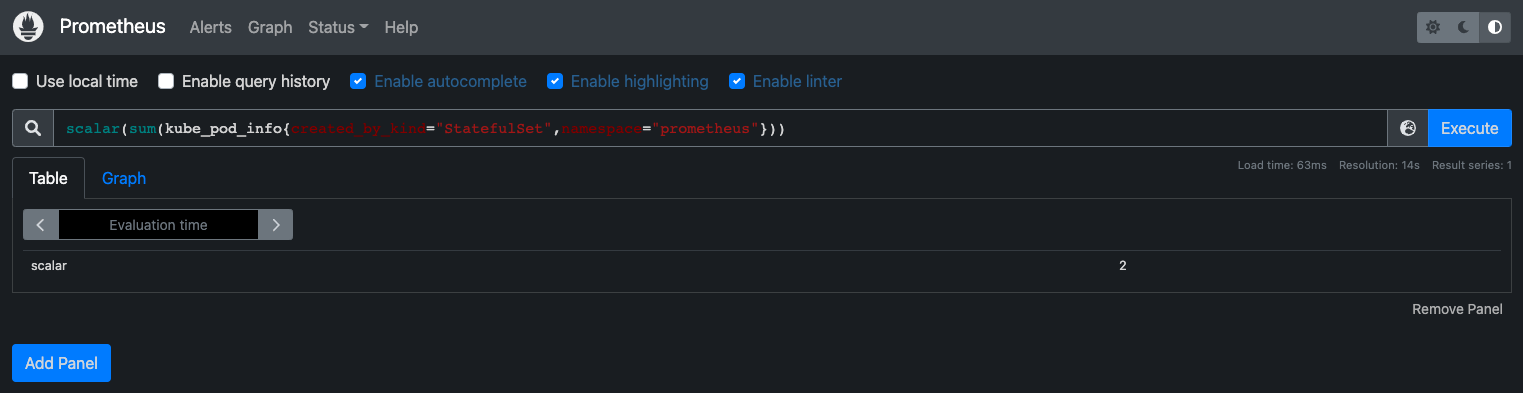 Prometheus Alerts Graph Status Help
Use local time Enable query history Enable autocomplete Enable highlighting Enable linter
scalar(sum(kube_pod_info{created_by_kind="StatefulSet",namespace="prometheus"})) Execute
Load time: 63ms Resolution: 14s Result series: 1
Table Graph
Evaluation time
scalar 2
Remove Panel
Add Panel